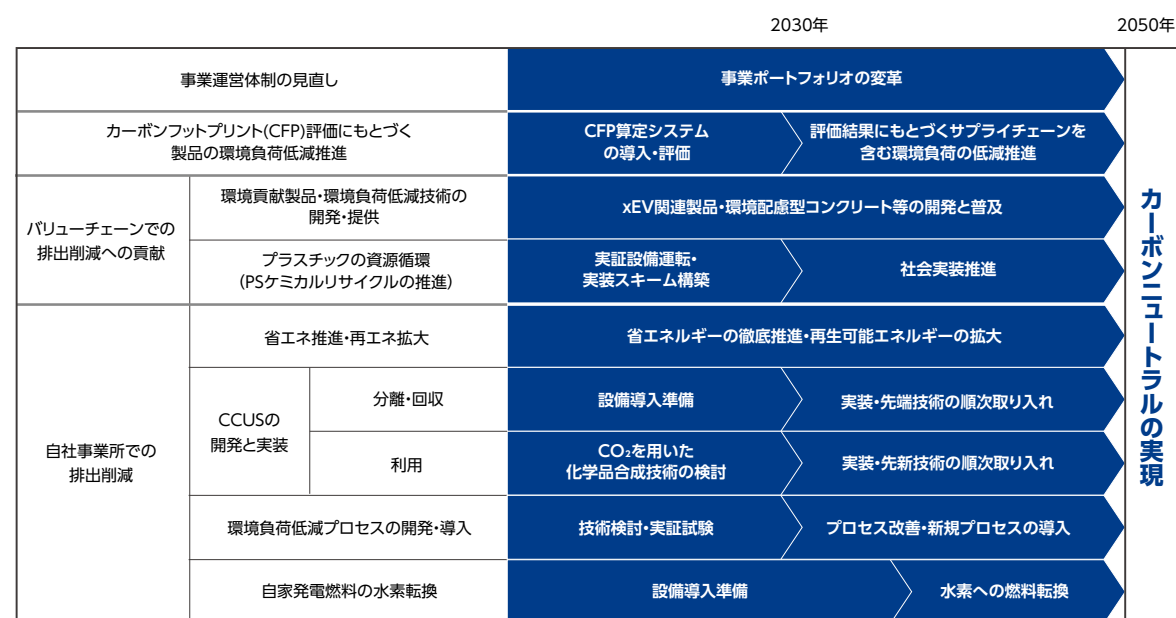 2030年
2050年
事業運営体制の見直し
事業ポートフォリオの変革
カーボンフットプリント(CFP)評価にもとづく
製品の環境負荷低減推進
CFP算定システム
の導入・評価
評価結果にもとづくサプライチェーンを
含む環境負荷の低減推進
バリューチェーンでの
排出削減への貢献
環境貢献製品・環境負荷低減技術の
開発・提供
xEV関連製品・環境配慮型コンクリート等の開発と普及
プラスチックの資源循環
(PSケミカルリサイクルの推進)
実証設備運転・
実装スキーム構築
社会実装推進
自社事業所での
排出削減
省エネ推進・再エネ拡大
省エネルギーの徹底推進・再生可能エネルギーの拡大
CCUSの
開発と実装
分離・回収
設備導入準備
実装・先端技術の順次取り入れ
利用
CO₂を用いた
化学品合成技術の検討
実装・先新技術の順次取り入れ
環境負荷低減プロセスの開発・導入
技術検討・実証試験
プロセス改善・新規プロセスの導入
自家発電燃料の水素転換
設備導入準備
水素への燃料転換
カーボンニュートラルの実現